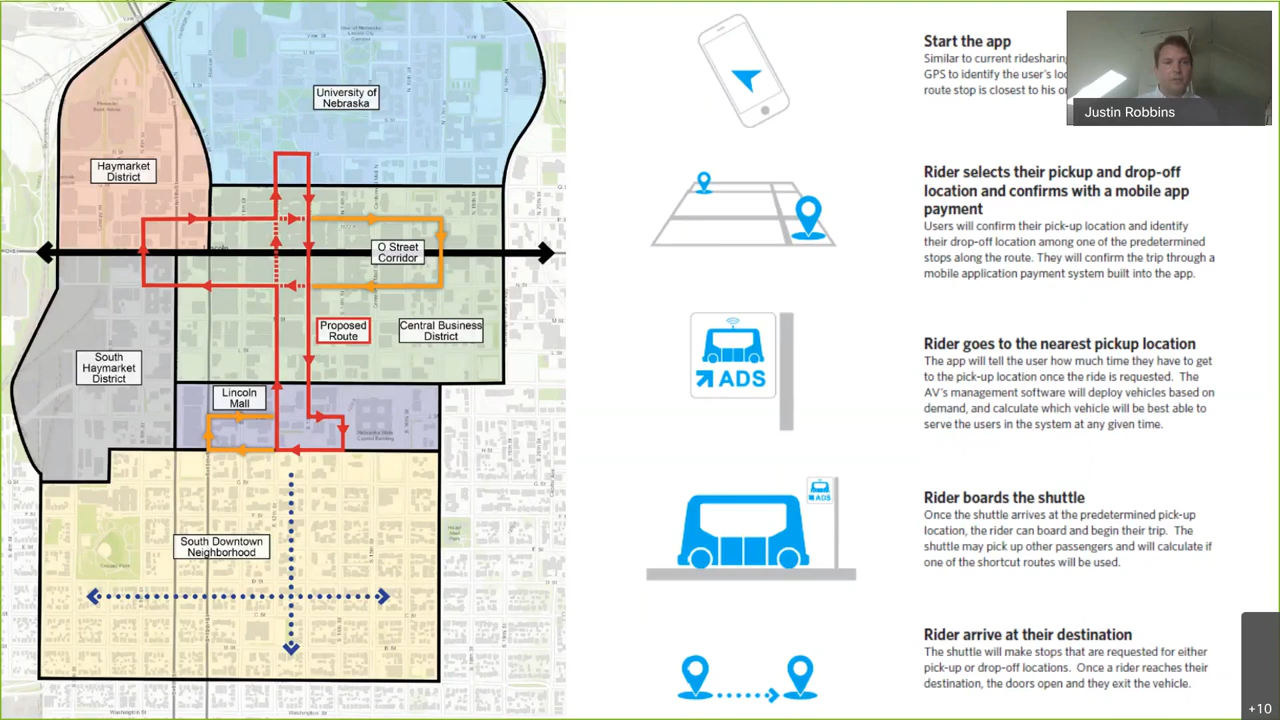 University of
Nebraska
Haymarket
District
O Street
Corridor
Proposed
Route
Central Business
District
South
Haymarket
District
Lincoln
Mall
South Downtown
Neighborhood
Start the app
Similar to current ridesharing
GPS to identify the user's
route stop is closest to his or
Justin Robbins
Rider selects their pickup and drop-off
location and confirms with a mobile app
payment
Users will confirm their pick-up location and identify
their drop-off location among one of the predetermined
stops along the route. They will confirm the trip through a
mobile application payment system built into the app.
ADS
Rider goes to the nearest pickup location
The app will tell the user how much time they have to get
to the pick-up location once the ride is requested. The
AV's management software will deploy vehicles based on
demand, and calculate which vehicle will be best able to
serve the users in the system at any given time.
ADS
Rider boards the shuttle
Once the shuttle arrives at the predetermined pick-up
location, the rider can board and begin their trip. The
shuttle may pick up other passengers and will calculate if
one of the shortcut routes will be used.
Rider arrive at their destination
The shuttle will make stops that are requested for either
pick-up or drop-off locations. Once a rider reaches their
destination, the doors open and they exit the vehicle.
+10